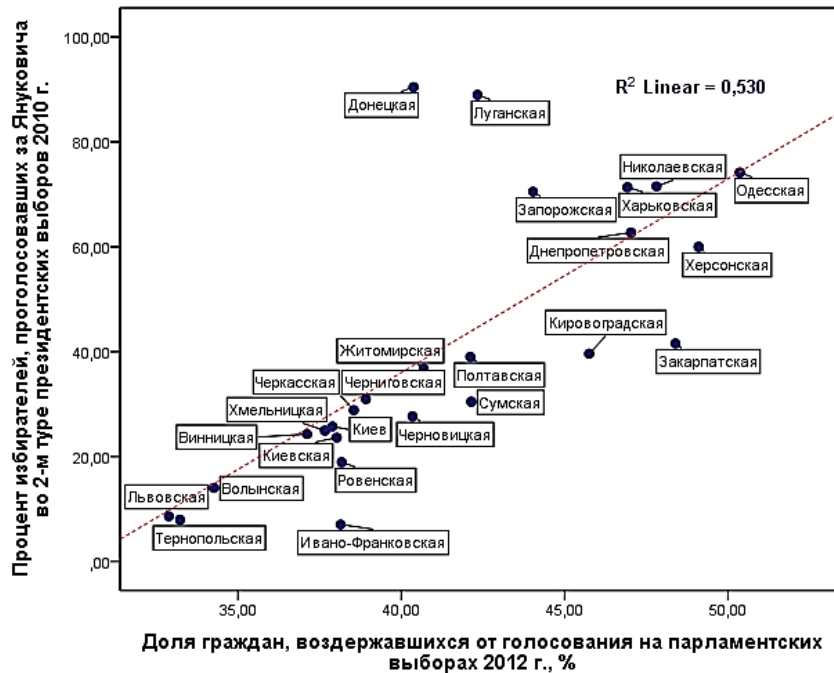 Процент избирателей, проголосовавших за Януковича
во 2-м туре президентских выборов 2010 г.
100,00
80,00
60,00
40,00
20,00
,00
R² Linear = 0,530
Донецкая
Луганская
Николаевская
Запорожская
Харьковская
Одесская
Днепропетровская
Херсонская
Кировоградская
Житомирская
Закарпатская
Полтавская
Черкасская
Черниговская
Сумская
Хмельницкая
Киев
Черновицкая
Винницкая
Киевская
Ровенская
Львовская
Волынская
Тернопольская
Ивано-Франковская
35,00
40,00
45,00
50,00
Доля граждан, воздержавшихся от голосования на парламентских
выборах 2012 г., %